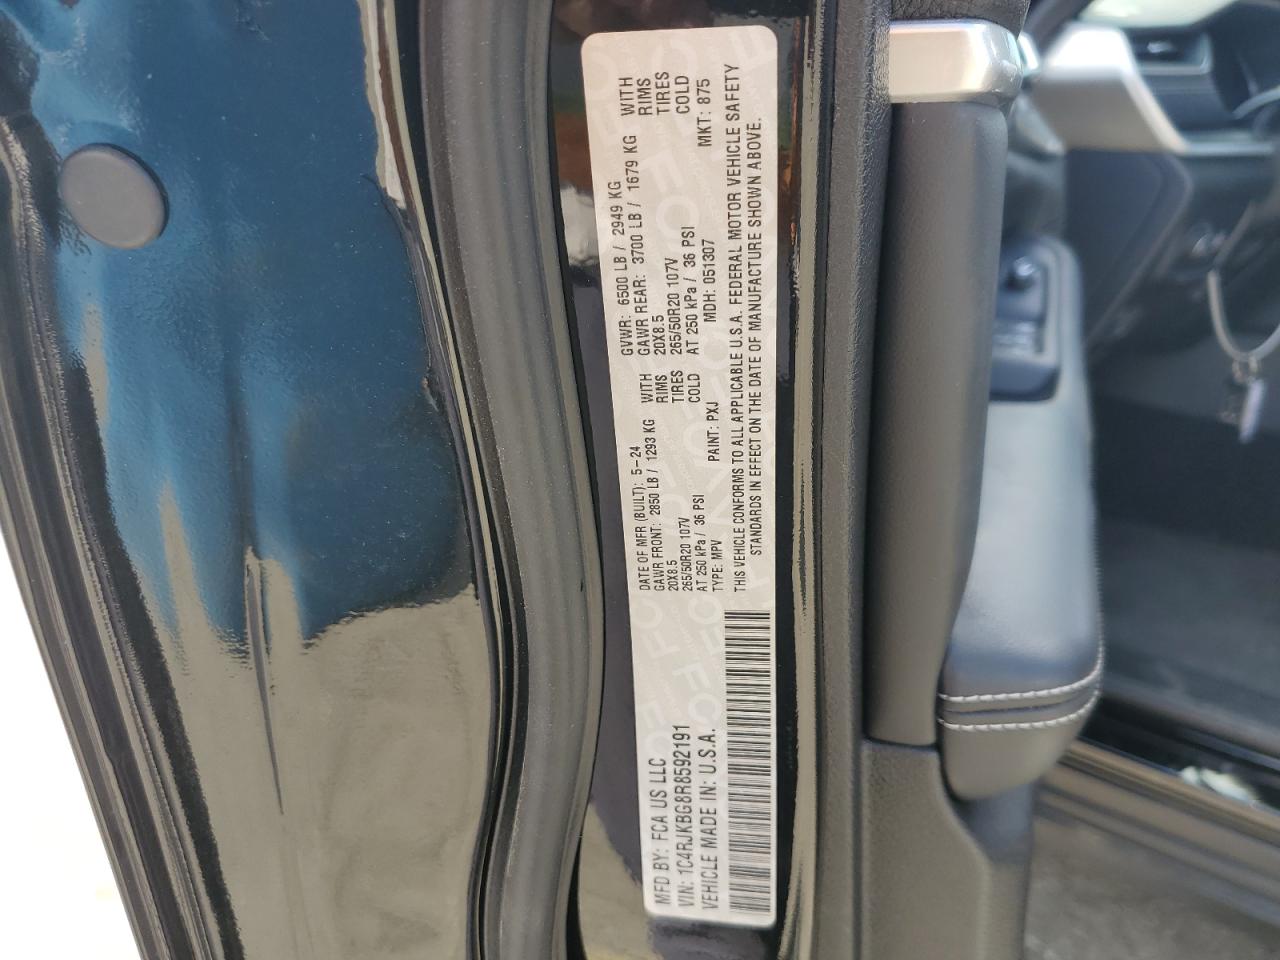 MFD BY: FCA US LLC
VIN: 1C4RJKBG8R8592191
VEHICLE MADE IN: U.S.A.
DATE OF MFR (BUILT): 5-24
GAWR FRONT: 2850 LB / 1293 KG WITH
20X8.5 RIMS
265/50R20 107V TIRES
AT 250 kPa / 36 PSI COLD
TYPE: MPV PAINT: PXJ
GVWR: 6500 LB / 2949 KG
GAWR REAR: 3700 LB / 1679 KG WITH
20X8.5 RIMS
265/50R20 107V TIRES
AT 250 kPa / 36 PSI COLD
MDH: 051307 MKT: 875
THIS VEHICLE CONFORMS TO ALL APPLICABLE U.S.A. FEDERAL MOTOR VEHICLE SAFETY
STANDARDS IN EFFECT ON THE DATE OF MANUFACTURE SHOWN ABOVE.